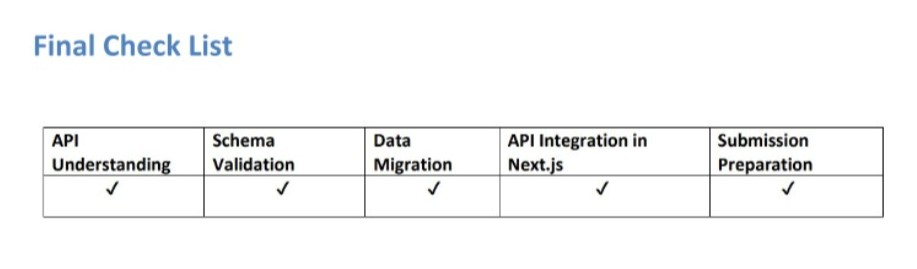 Final Check List
API Understanding | Schema Validation | Data Migration | API Integration in Next.js | Submission Preparation
✓ | ✓ | ✓ | ✓ | ✓